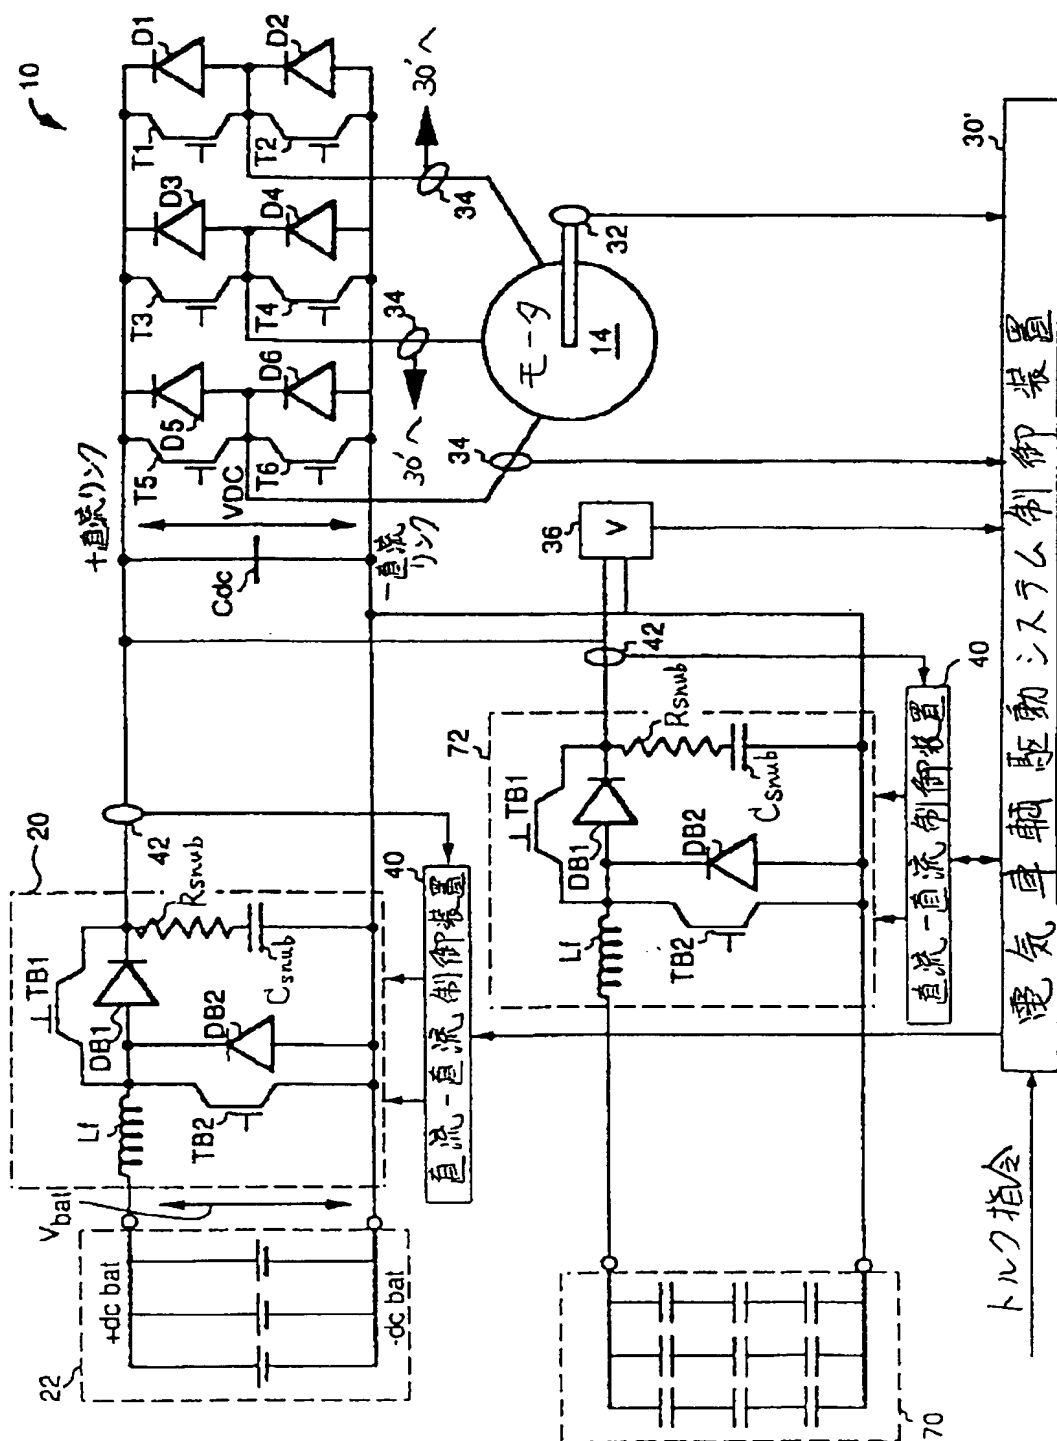 10
+直流リンク
VDC
Cdc
−直流
リンク
T5
D5
T6
D6
T3
D3
T4
D4
T1
D1
T2
D2
34
30'へ
34
30'へ
34
モータ
14
32
36
V
20
TB1
DB1
Lf
DB2
TB2
Rsnub
Csnub
42
40
直流−直流制御装置
22
+dc bat
-dc bat
Vbat
72
TB1
DB1
Lf
DB2
TB2
Rsnub
Csnub
42
40
直流−直流制御装置
70
30'
電気車輌駆動システム制御装置
トルク指令